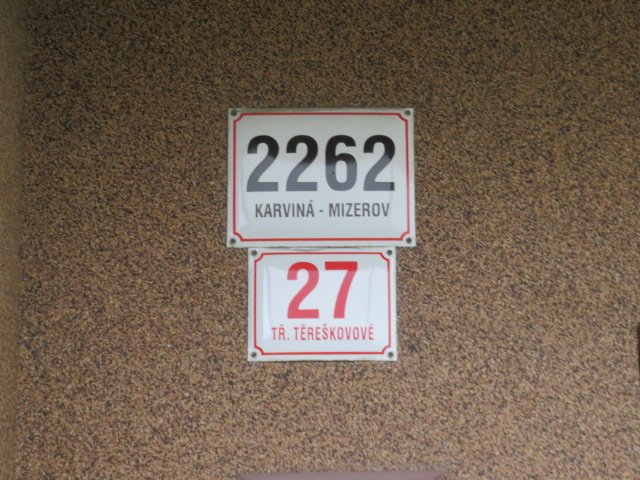 2262
KARVINÁ - MIZEROV
27
TŘ. TĚREŠKOVOVÉ